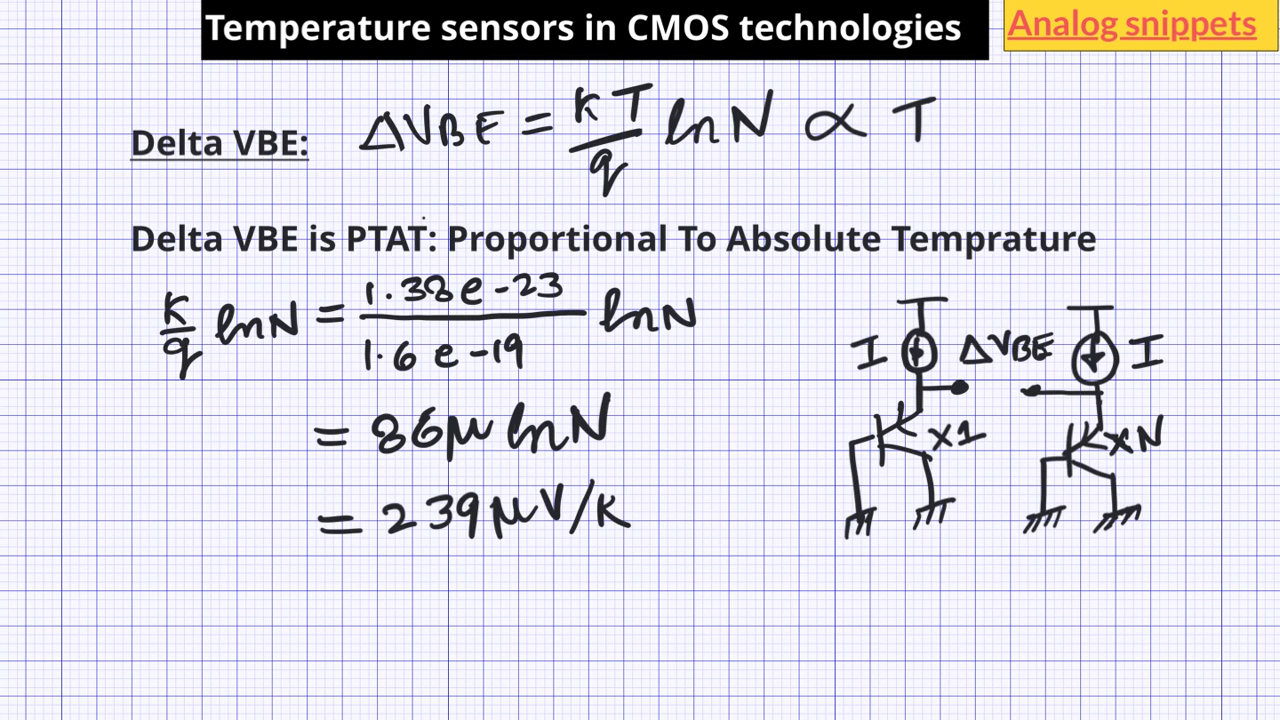 Temperature sensors in CMOS technologies
Analog snippets
Delta VBE: ΔVBE = kT/q lnN ∝ T
Delta VBE is PTAT: Proportional To Absolute Temprature
k/q lnN = 1.38e-23/1.6e-19 lnN
= 86μ lnN
= 239μV/K
I ΔVBE I
X1 XN